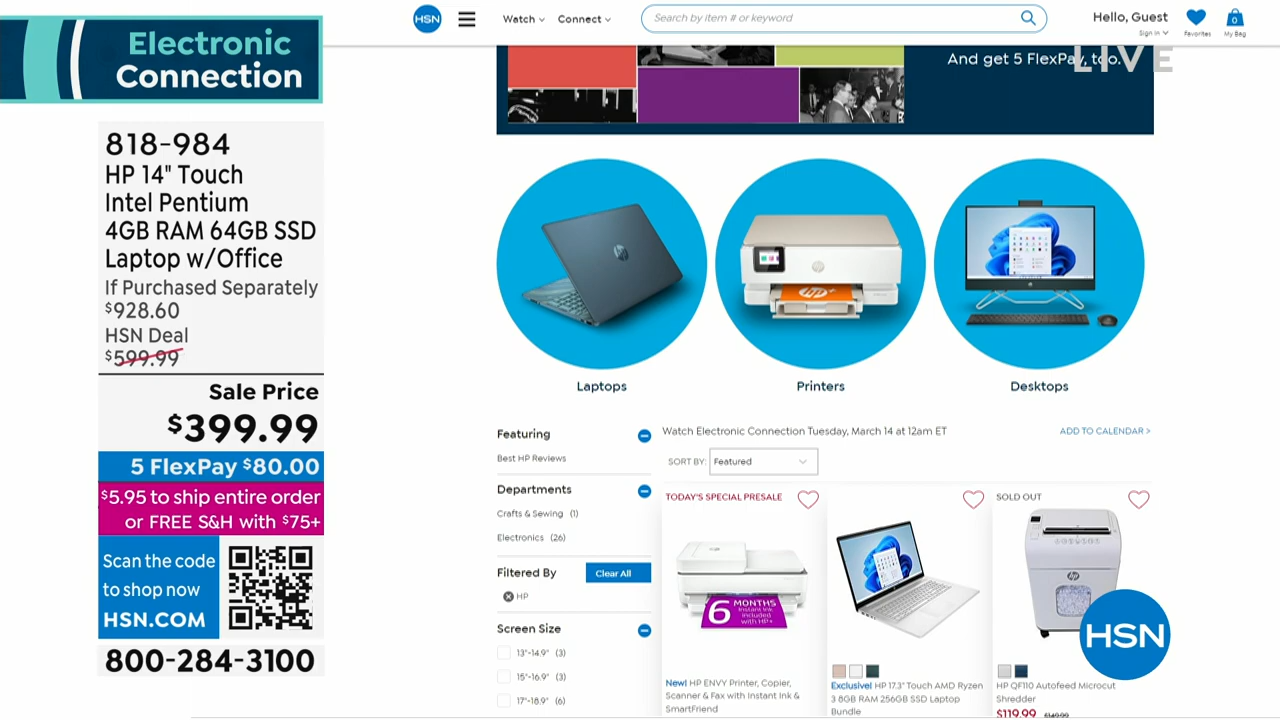 Electronic
Connection
818-984
HP 14" Touch
Intel Pentium
4GB RAM 64GB SSD
Laptop w/Office
If Purchased Separately
$928.60
HSN Deal
$599.99
Sale Price
$399.99
5 FlexPay $80.00
$5.95 to ship entire order
or FREE S&H with $75+
Scan the code
to shop now
HSN.COM
800-284-3100
HSN
Watch
Connect
Search by item # or keyword
Hello, Guest
Sign In
Favorites
0
My Bag
And get 5 FlexPay, too.
LIVE
Laptops
Printers
Desktops
Featuring
Best HP Reviews
Departments
Crafts & Sewing (1)
Electronics (26)
Filtered By
Clear All
HP
Screen Size
13"-14.9" (3)
15"-16.9" (3)
17"-18.9" (6)
Watch Electronic Connection Tuesday, March 14 at 12am ET
ADD TO CALENDAR >
SORT BY:
Featured
TODAY'S SPECIAL PRESALE
6 MONTHS
Instant Ink
included
with HP+
New! HP ENVY Printer, Copier,
Scanner & Fax with Instant Ink &
SmartFriend
Exclusive! HP 17.3" Touch AMD Ryzen
3 8GB RAM 256GB SSD Laptop
Bundle
SOLD OUT
HP QF110 Autofeed Microcut
Shredder
$119.99 $149.99
HSN